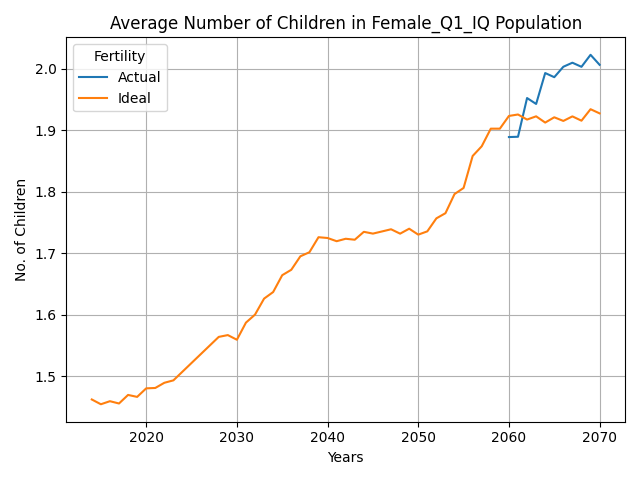 Average Number of Children in Female_Q1_IQ Population
Fertility
Actual
Ideal
No. of Children
2.0
1.9
1.8
1.7
1.6
1.5
2020 2030 2040 2050 2060 2070
Years